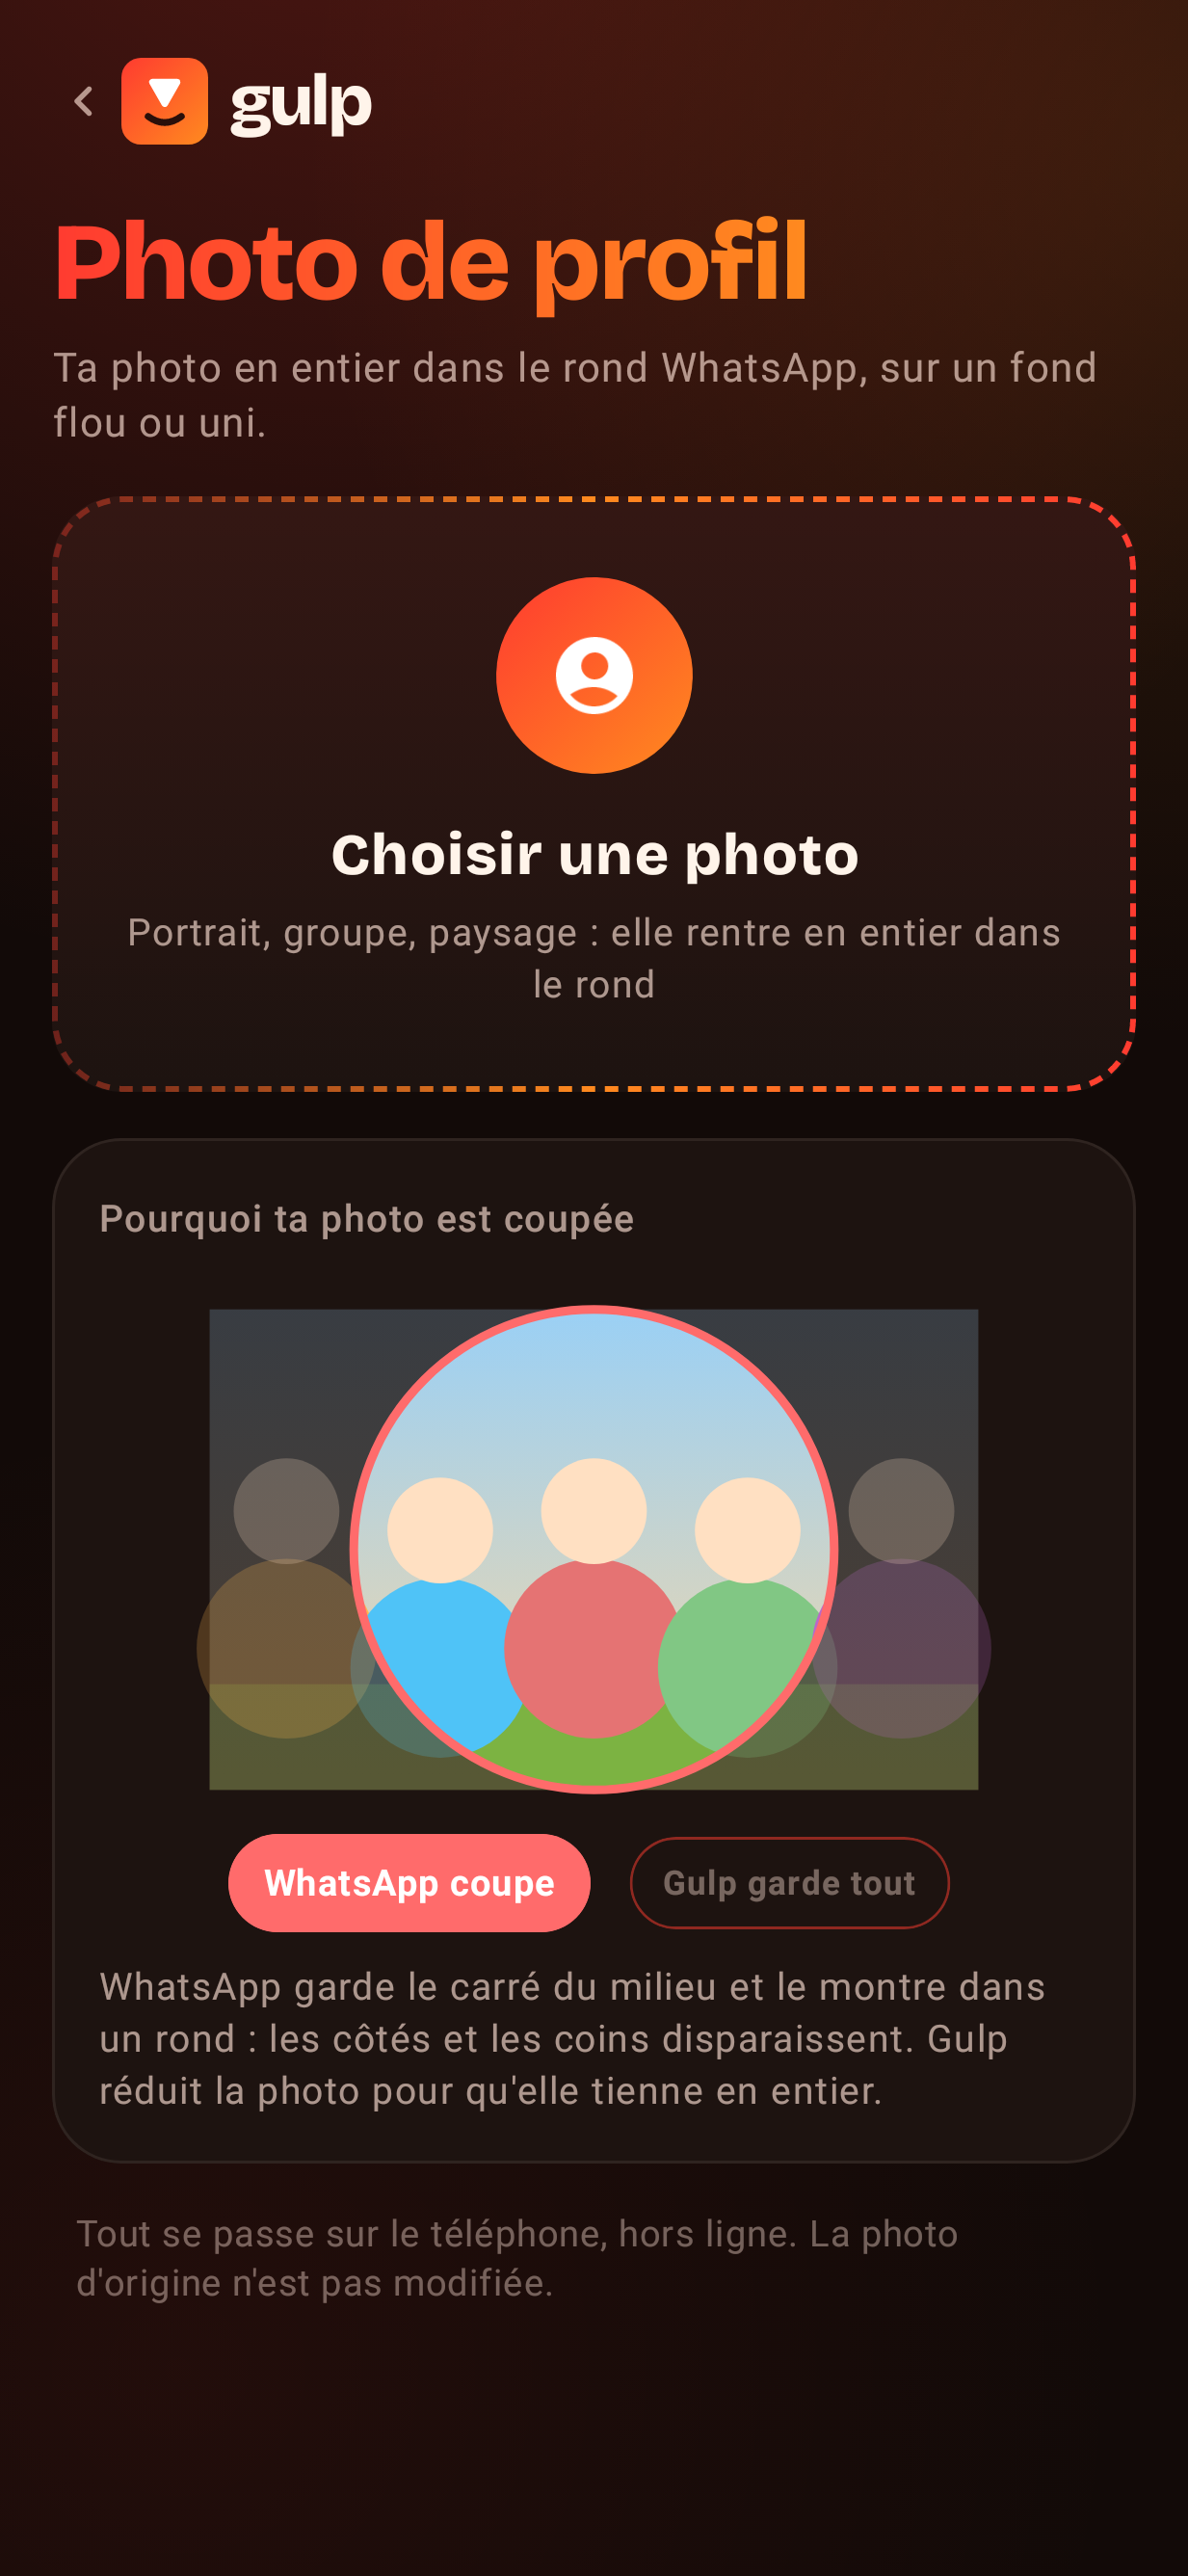 gulp
Photo de profil
Ta photo en entier dans le rond WhatsApp, sur un fond
flou ou uni.
Choisir une photo
Portrait, groupe, paysage : elle rentre en entier dans
le rond
Pourquoi ta photo est coupée
WhatsApp coupe
Gulp garde tout
WhatsApp garde le carré du milieu et le montre dans
un rond : les côtés et les coins disparaissent. Gulp
réduit la photo pour qu'elle tienne en entier.
Tout se passe sur le téléphone, hors ligne. La photo
d'origine n'est pas modifiée.